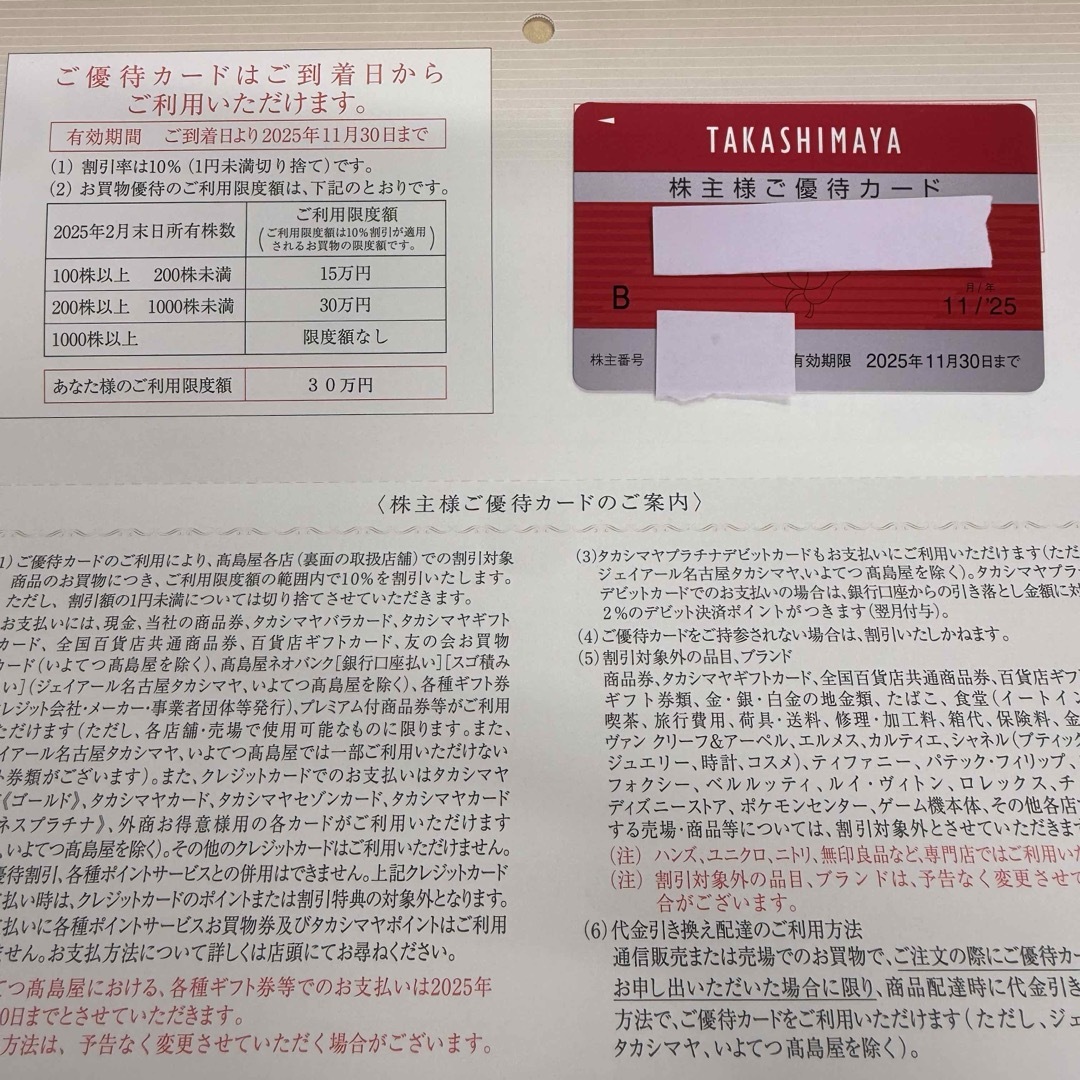 ご優待カードはご到着日から
ご利用いただけます。
有効期間 ご到着日より2025年11月30日まで
(1) 割引率は10% (1円未満切り捨て)です。
(2) お買物優待のご利用限度額は、下記のとおりです。
2025年2月末日所有株数
ご利用限度額
(ご利用限度額は10%割引が適用
されるお買物の限度額です。)
100株以上 200株未満 15万円
200株以上 1000株未満 30万円
1000株以上 限度額なし
あなた様のご利用限度額 30万円
TAKASHIMAYA
株主様ご優待カード
B
月/年
11/'25
株主番号
有効期限 2025年11月30日まで
〈株主様ご優待カードのご案内〉
1)ご優待カードのご利用により、髙島屋各店(裏面の取扱店舗)での割引対象
商品のお買物につき、ご利用限度額の範囲内で10%を割引いたします。
ただし、割引額の1円未満については切り捨てさせていただきます。
お支払いには、現金、当社の商品券、タカシマヤバラカード、タカシマヤギフト
カード、全国百貨店共通商品券、百貨店ギフトカード、友の会お買物
カード(いよてつ髙島屋を除く)、髙島屋ネオバンク[銀行口座払い][スゴ積み
い](ジェイアール名古屋タカシマヤ、いよてつ髙島屋を除く)、各種ギフト券
レジット会社・メーカー・事業者団体等発行)、プレミアム付商品券等がご利用
ただけます(ただし、各店舗・売場で使用可能なものに限ります。また、
イアール名古屋タカシマヤ、いよてつ髙島屋では一部ご利用いただけない
ト券類がございます)。また、クレジットカードでのお支払いはタカシマヤ
《ゴールド》、タカシマヤカード、タカシマヤセゾンカード、タカシマヤカード
ネスプラチナ》、外商お得意様用の各カードがご利用いただけます
、いよてつ髙島屋を除く)。その他のクレジットカードはご利用いただけません。
優待割引、各種ポイントサービスとの併用はできません。上記クレジットカード
払い時は、クレジットカードのポイントまたは割引特典の対象外となります。
払いに各種ポイントサービスお買物券及びタカシマヤポイントはご利用
ません。お支払方法について詳しくは店頭にてお尋ねください。
てつ髙島屋における、各種ギフト券等でのお支払いは2025年
0日までとさせていただきます。
方法は、予告なく変更させていただく場合がございます。
(3)タカシマヤプラチナデビットカードもお支払いにご利用いただけます(ただ
ジェイアール名古屋タカシマヤ、いよてつ髙島屋を除く)。タカシマヤプラ
デビットカードでのお支払いの場合は、銀行口座からの引き落とし金額に対
2%のデビット決済ポイントがつきます(翌月付与)。
(4)ご優待カードをご持参されない場合は、割引いたしかねます。
(5)割引対象外の品目、ブランド
商品券、タカシマヤギフトカード、全国百貨店共通商品券、百貨店ギフ
ギフト券類、金・銀・白金の地金類、たばこ、食堂(イートイン
喫茶、旅行費用、荷具・送料、修理・加工料、箱代、保険料、金
ヴァン クリーフ&アーペル、エルメス、カルティエ、シャネル(ブティック
ジュエリー、時計、コスメ)、ティファニー、パテック・フィリップ、ブ
フォクシー、ベルルッティ、ルイ・ヴィトン、ロレックス、チ
ディズニーストア、ポケモンセンター、ゲーム機本体、その他各店で
する売場・商品等については、割引対象外とさせていただきま
(注) ハンズ、ユニクロ、ニトリ、無印良品など、専門店ではご利用いた
(注) 割引対象外の品目、ブランドは、予告なく変更させて
合がございます。
(6)代金引き換え配達のご利用方法
通信販売または売場でのお買物で、ご注文の際にご優待カー
お申し出いただいた場合に限り、商品配達時に代金引き
方法で、ご優待カードをご利用いただけます(ただし、ジェ
タカシマヤ、いよてつ髙島屋を除く)。